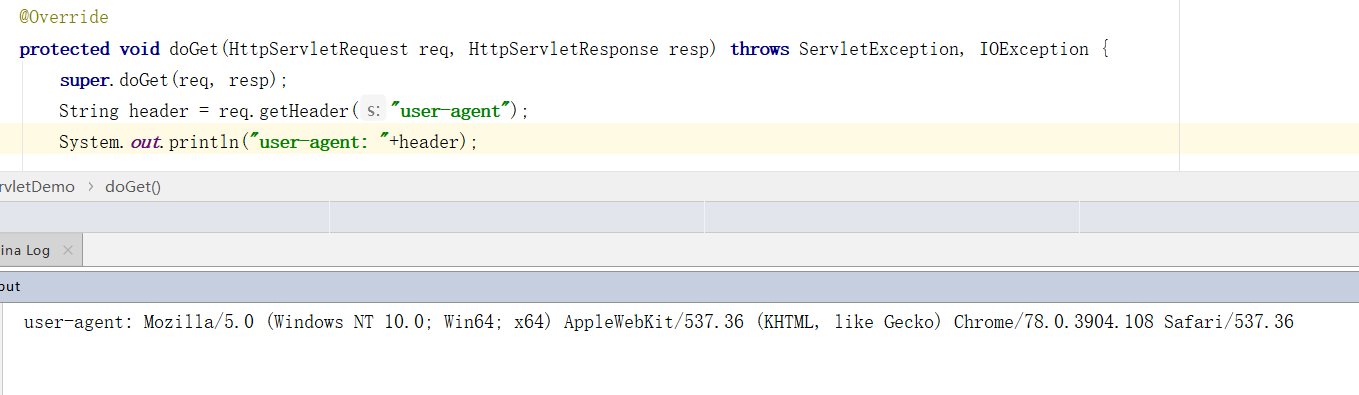 @Override
protected void doGet(HttpServletRequest req, HttpServletResponse resp) throws ServletException, IOException {
super.doGet(req, resp);
String header = req.getHeader( s: "user-agent");
System.out.println("user-agent: "+header);
rvletDemo › doGet()
ina Log ×
out
user-agent: Mozilla/5.0 (Windows NT 10.0; Win64; x64) AppleWebKit/537.36 (KHTML, like Gecko) Chrome/78.0.3904.108 Safari/537.36